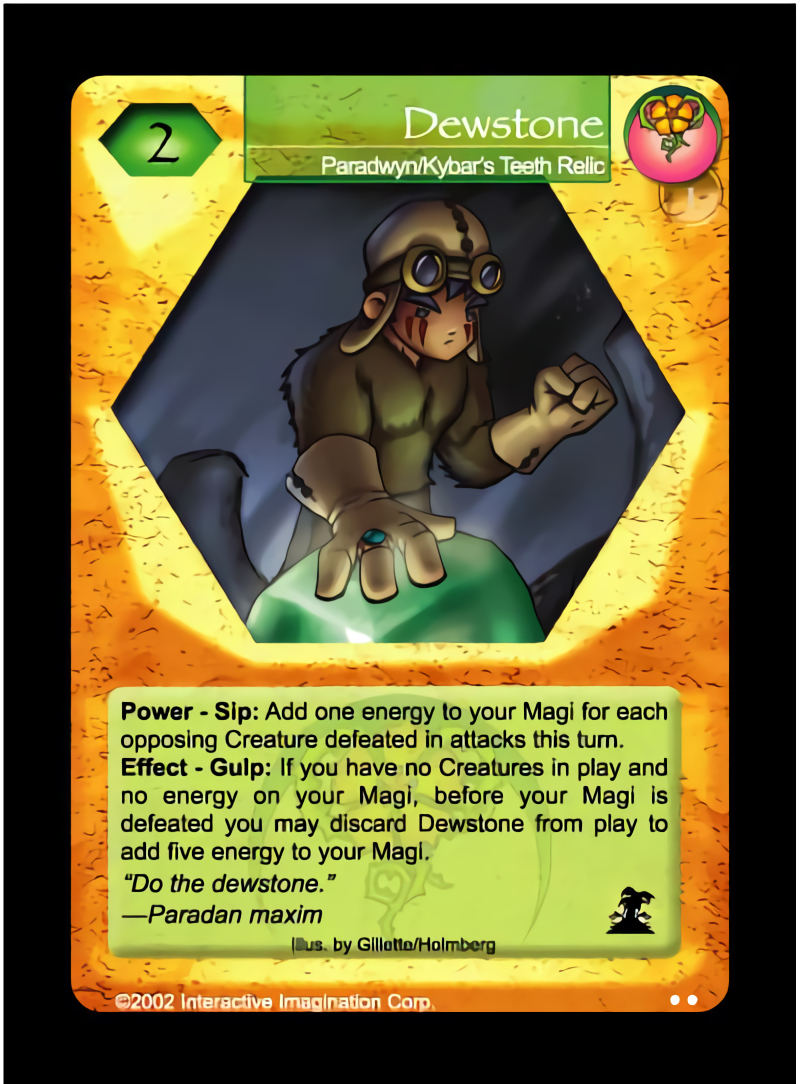 2
Dewstone
Paradwyn/Kybar's Teeth Relic
Power - Sip: Add one energy to your Magi for each
opposing Creature defeated in attacks this turn.
Effect - Gulp: If you have no Creatures in play and
no energy on your Magi, before your Magi is
defeated you may discard Dewstone from play to
add five energy to your Magi.
"Do the dewstone."
—Paradan maxim
Illus. by Gillotte/Holmberg
©2002 Interactive Imagination Corp.